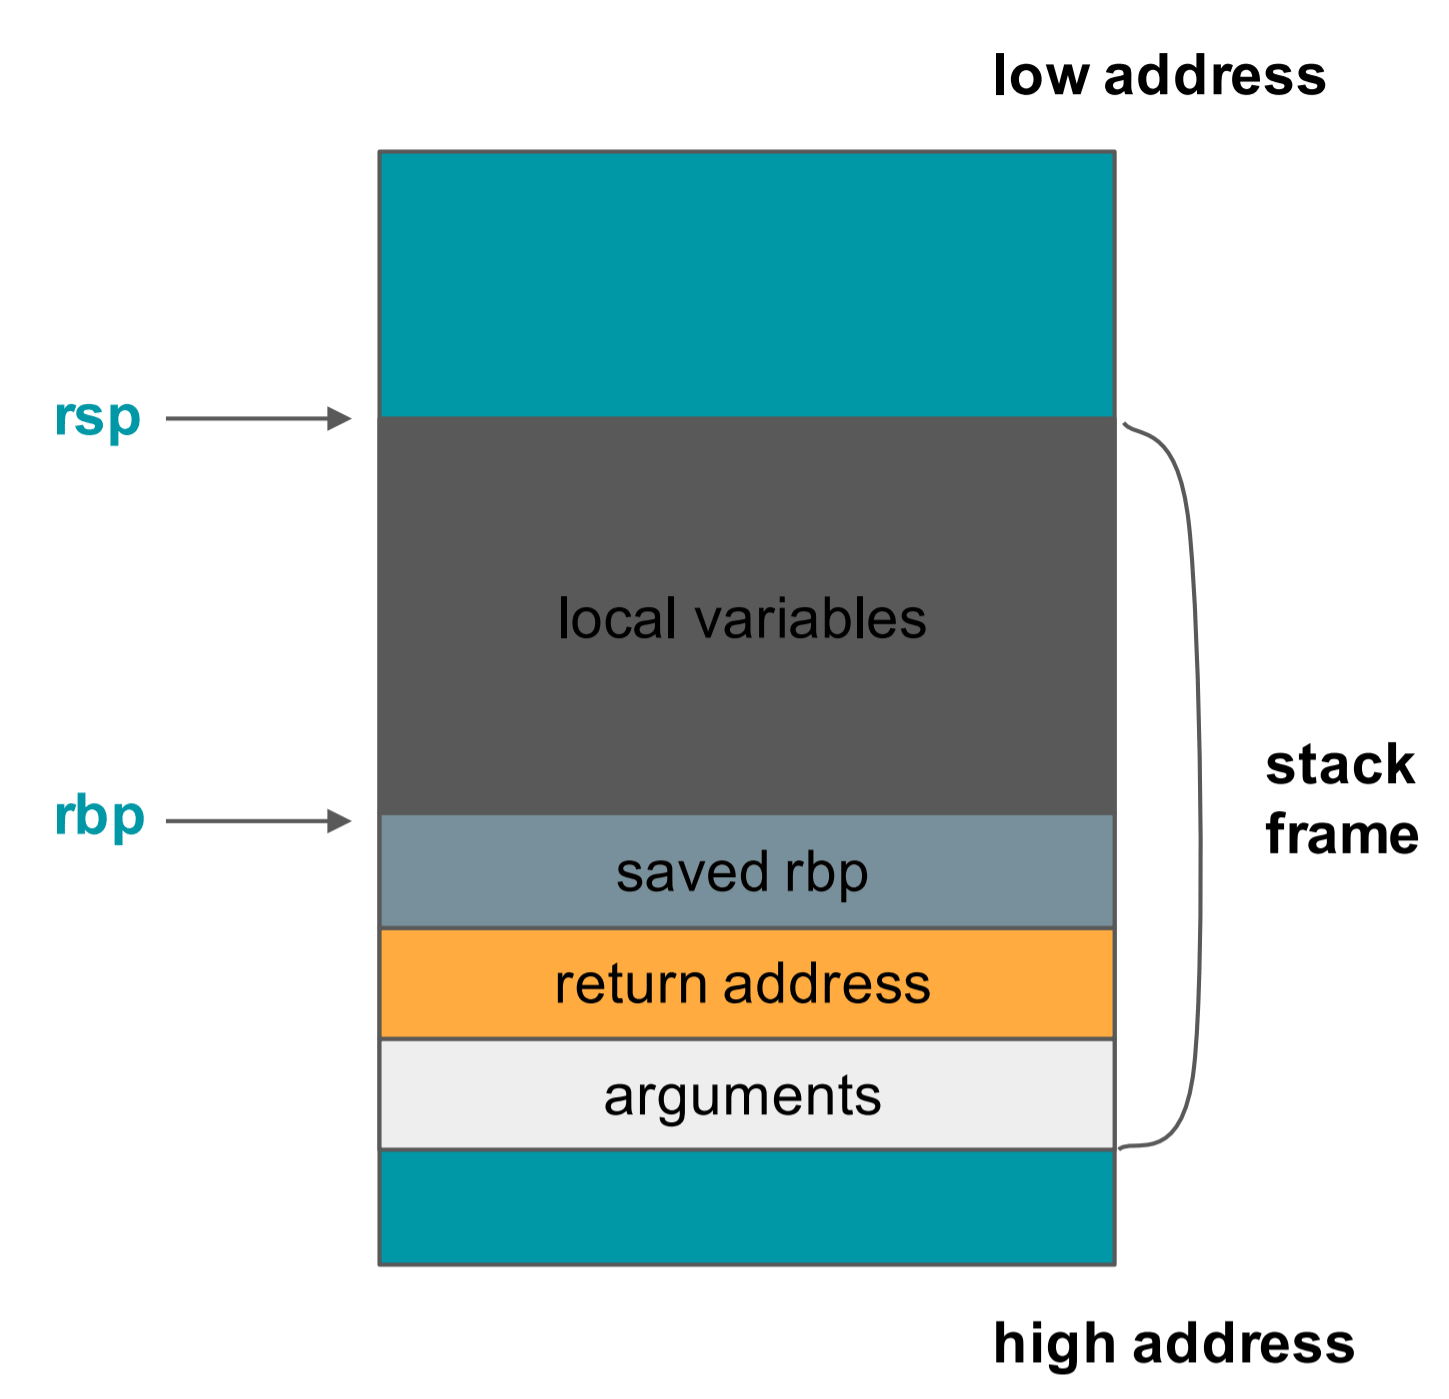 low address
rsp
local variables
rbp
stack
frame
saved rbp
return address
arguments
high address